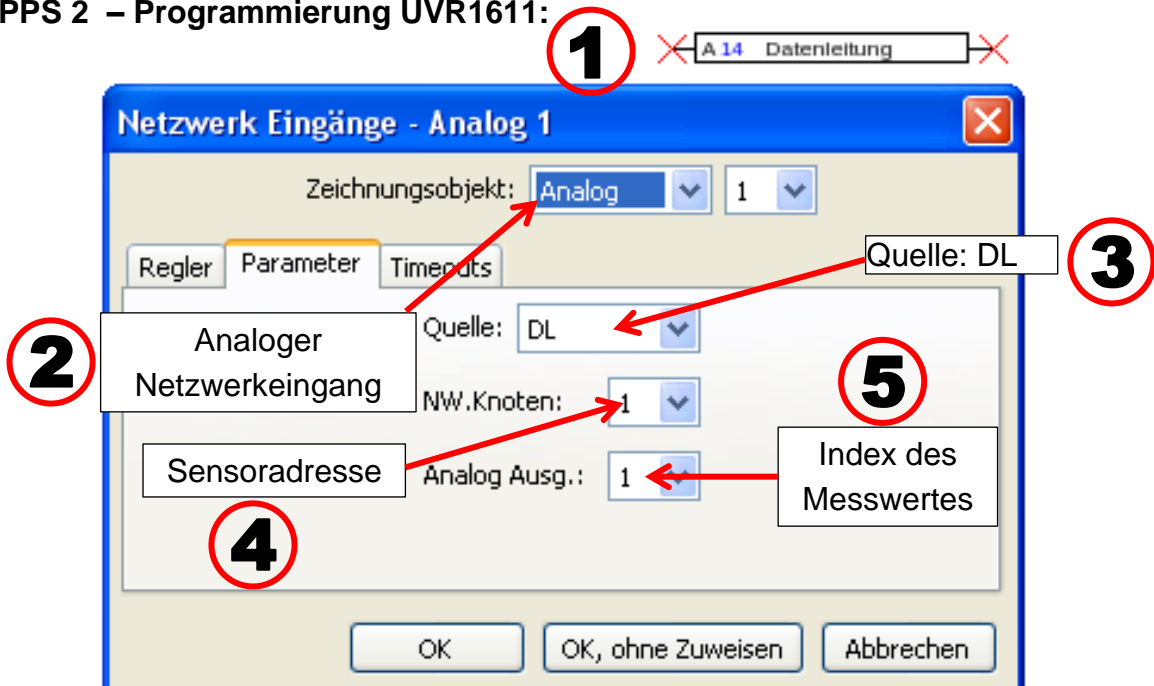 PPS 2 – Programmierung UVR1611:
1
A 14 Datenleitung
Netzwerk Eingänge - Analog 1
Zeichnungsobjekt: Analog 1
Regler Parameter Timeouts
Quelle: DL
3
2
Analoger
Netzwerkeingang
Quelle: DL
5
NW.Knoten: 1
Sensoradresse
4
Analog Ausg.: 1
Index des
Messwertes
OK OK, ohne Zuweisen Abbrechen